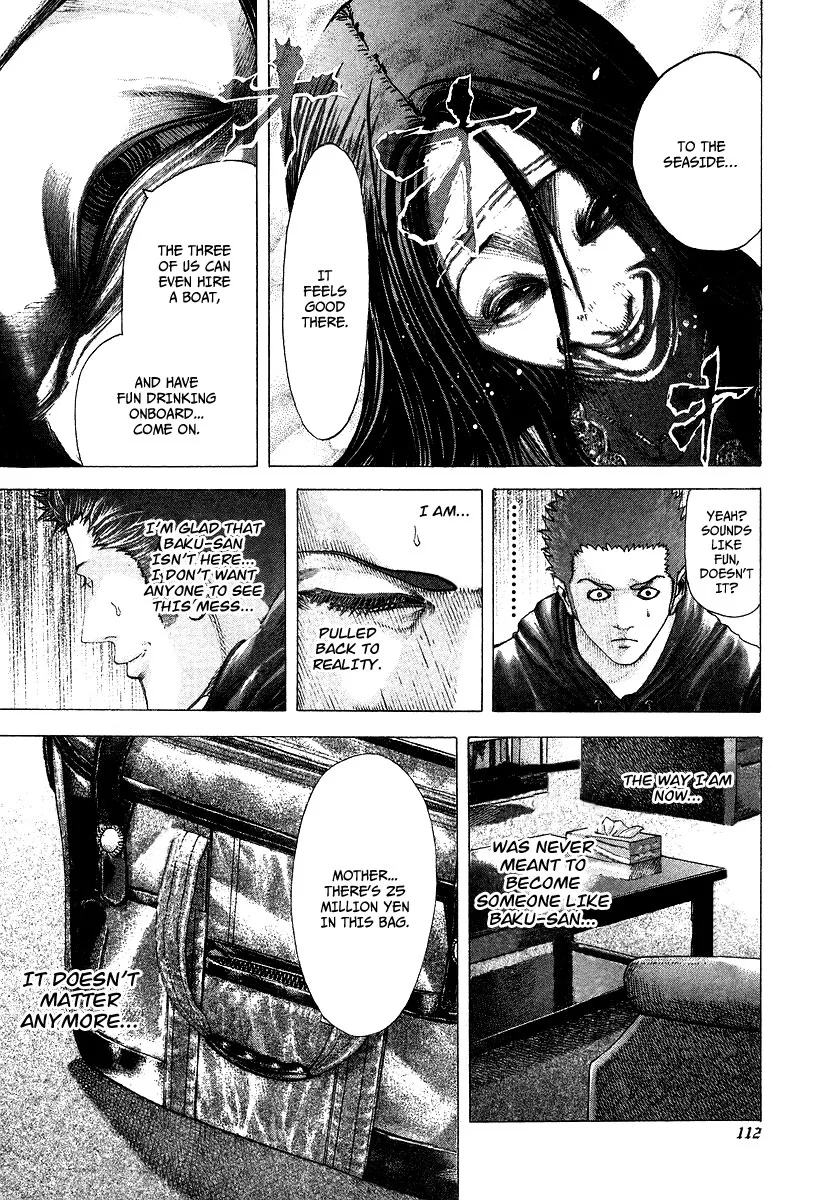 TO THE
SEASIDE...
オ
オ
オ
IT
FEELS
GOOD
THERE.
THE THREE
OF US CAN
EVEN HIRE
A BOAT,
AND HAVE
FUN DRINKING
ONBOARD...
COME ON.
YEAH?
SOUNDS
LIKE
FUN,
DOESN'T
IT?
I AM...
PULLED
BACK TO
REALITY.
I'M GLAD THAT
BAKU-SAN
ISN'T HERE...
I DON'T WANT
ANYONE TO SEE
THIS MESS...
THE WAY I AM
NOW...
WAS NEVER
MEANT TO
BECOME
SOMEONE LIKE
BAKU-SAN...
MOTHER...
THERE'S 25
MILLION YEN
IN THIS BAG.
IT DOESN'T
MATTER
ANYMORE...
112